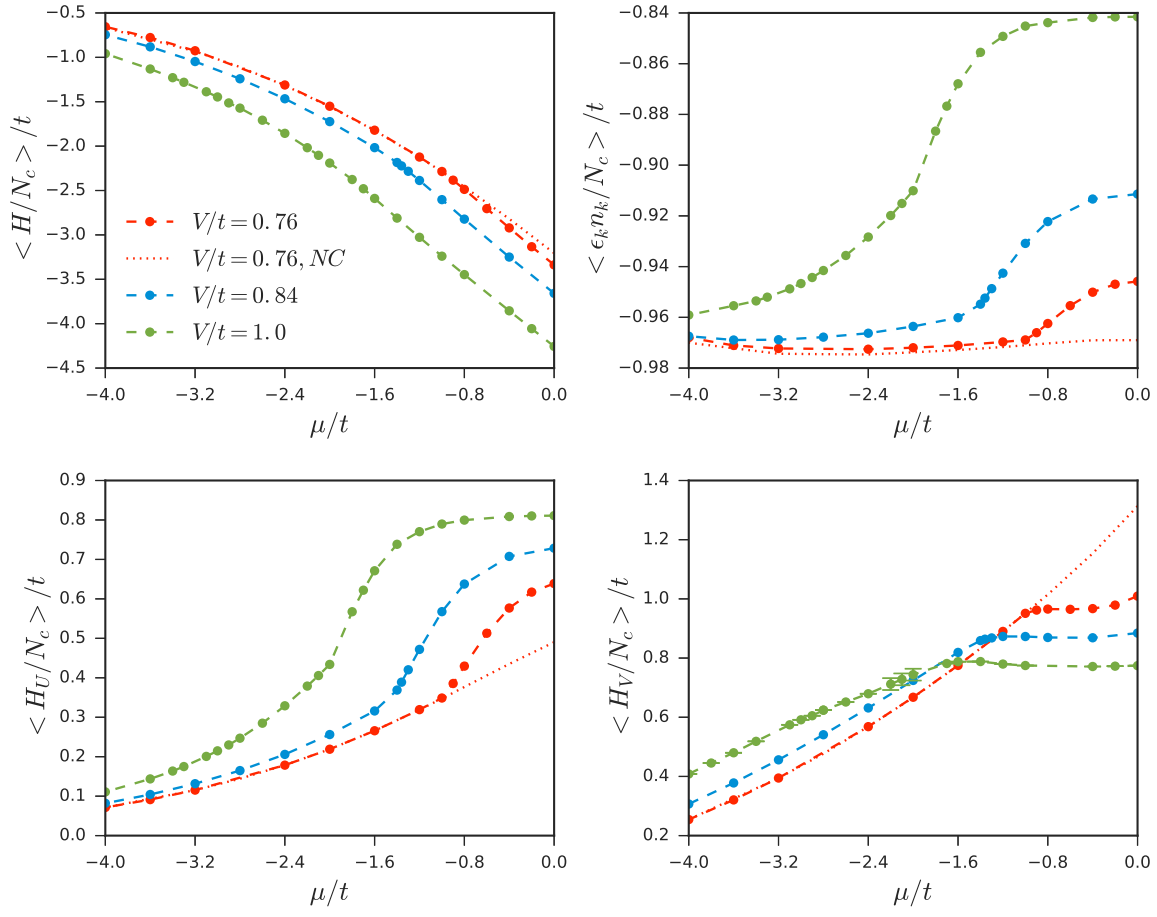 −0.5
−1.0
−1.5
−2.0
−2.5
−3.0
−3.5
−4.0
−4.5
< H/N_c > /t
V/t = 0.76
V/t = 0.76, NC
V/t = 0.84
V/t = 1.0
−4.0 −3.2 −2.4 −1.6 −0.8 0.0
μ/t
−0.84
−0.86
−0.88
−0.90
−0.92
−0.94
−0.96
−0.98
< ϵ_k n_k/N_c > /t
−4.0 −3.2 −2.4 −1.6 −0.8 0.0
μ/t
0.9
0.8
0.7
0.6
0.5
0.4
0.3
0.2
0.1
0.0
< H_U/N_c > /t
−4.0 −3.2 −2.4 −1.6 −0.8 0.0
μ/t
1.4
1.2
1.0
0.8
0.6
0.4
0.2
< H_V/N_c > /t
−4.0 −3.2 −2.4 −1.6 −0.8 0.0
μ/t